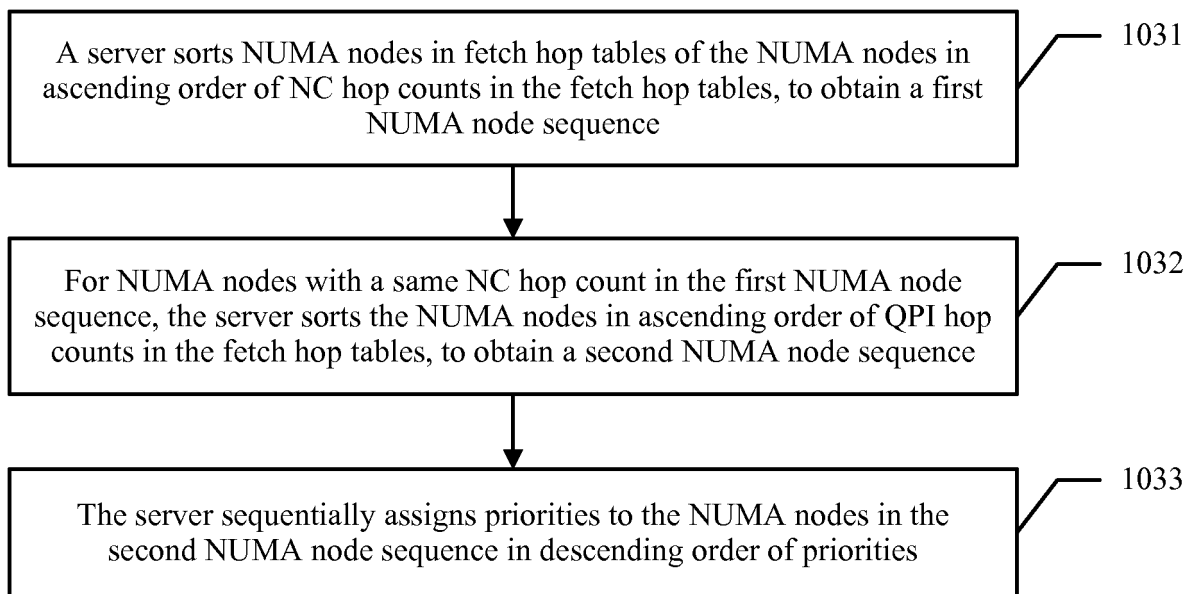 A server sorts NUMA nodes in fetch hop tables of the NUMA nodes in
ascending order of NC hop counts in the fetch hop tables, to obtain a first
NUMA node sequence
1031
For NUMA nodes with a same NC hop count in the first NUMA node
sequence, the server sorts the NUMA nodes in ascending order of QPI hop
counts in the fetch hop tables, to obtain a second NUMA node sequence
1032
The server sequentially assigns priorities to the NUMA nodes in the
second NUMA node sequence in descending order of priorities
1033